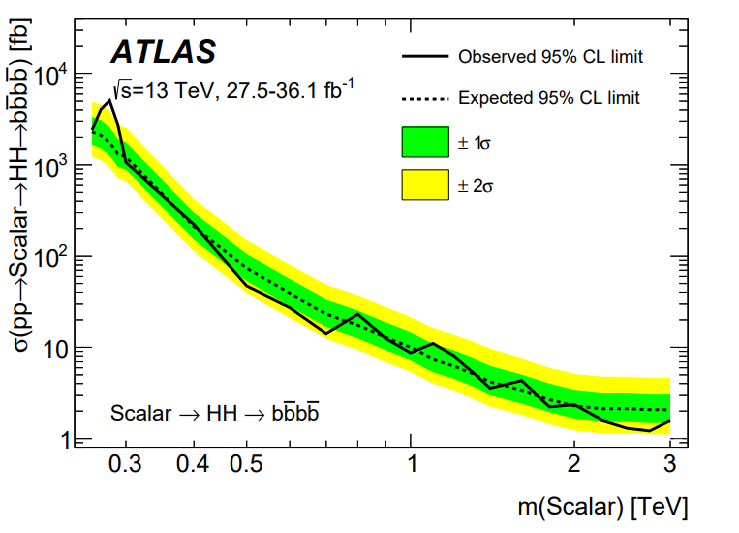 ATLAS
√s=13 TeV, 27.5-36.1 fb⁻¹
Observed 95% CL limit
Expected 95% CL limit
± 1σ
± 2σ
σ(pp→Scalar→HH→bb̄bb̄) [fb]
10⁴
10³
10²
10
1
Scalar → HH → bb̄bb̄
0.3 0.4 0.5 1 2 3
m(Scalar) [TeV]